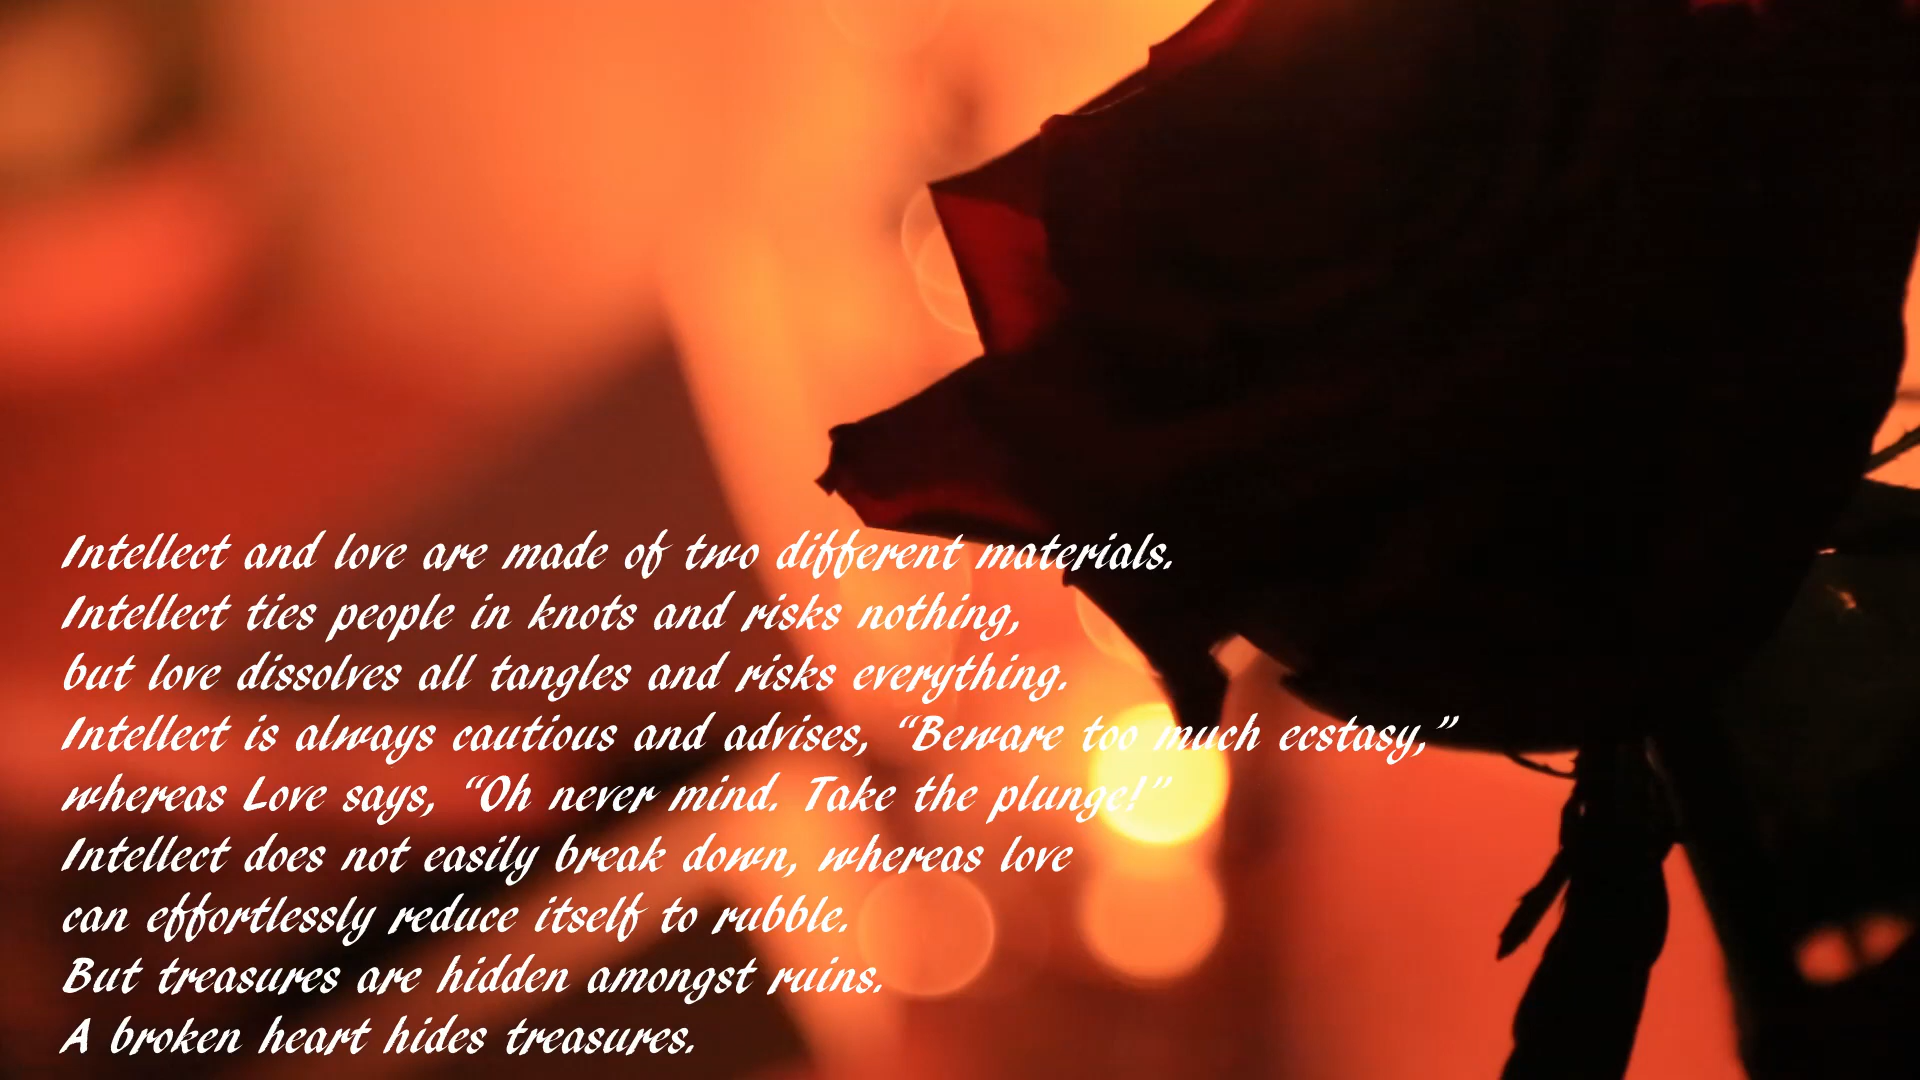 Intellect and love are made of two different materials.
Intellect ties people in knots and risks nothing,
but love dissolves all tangles and risks everything.
Intellect is always cautious and advises, “Beware too much ecstasy,”
whereas Love says, “Oh never mind. Take the plunge!”
Intellect does not easily break down, whereas love
can effortlessly reduce itself to rubble.
But treasures are hidden amongst ruins.
A broken heart hides treasures.